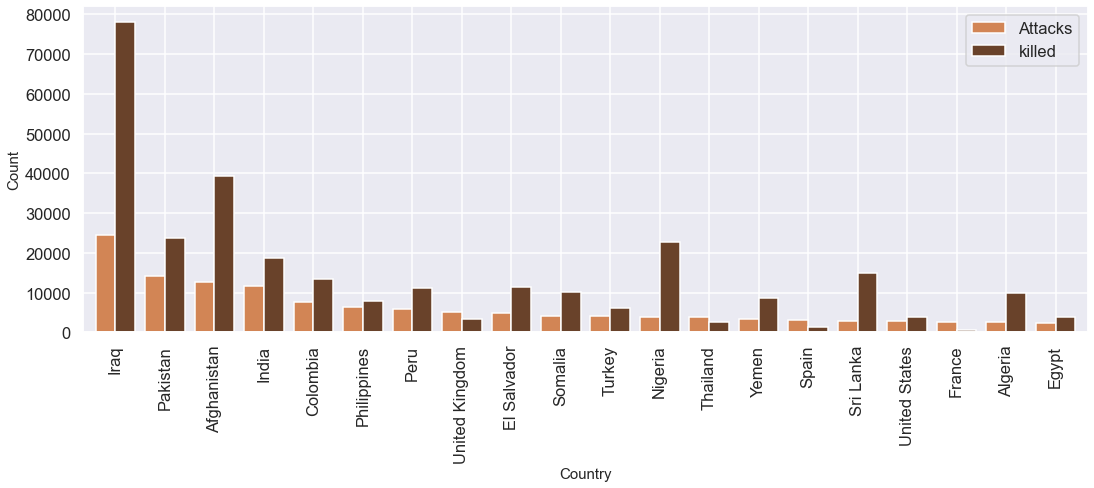 80000
70000
60000
50000
40000
30000
20000
10000
0
Count
Attacks
killed
Iraq
Pakistan
Afghanistan
India
Colombia
Philippines
Peru
United Kingdom
El Salvador
Somalia
Turkey
Nigeria
Thailand
Yemen
Spain
Sri Lanka
United States
France
Algeria
Egypt
Country